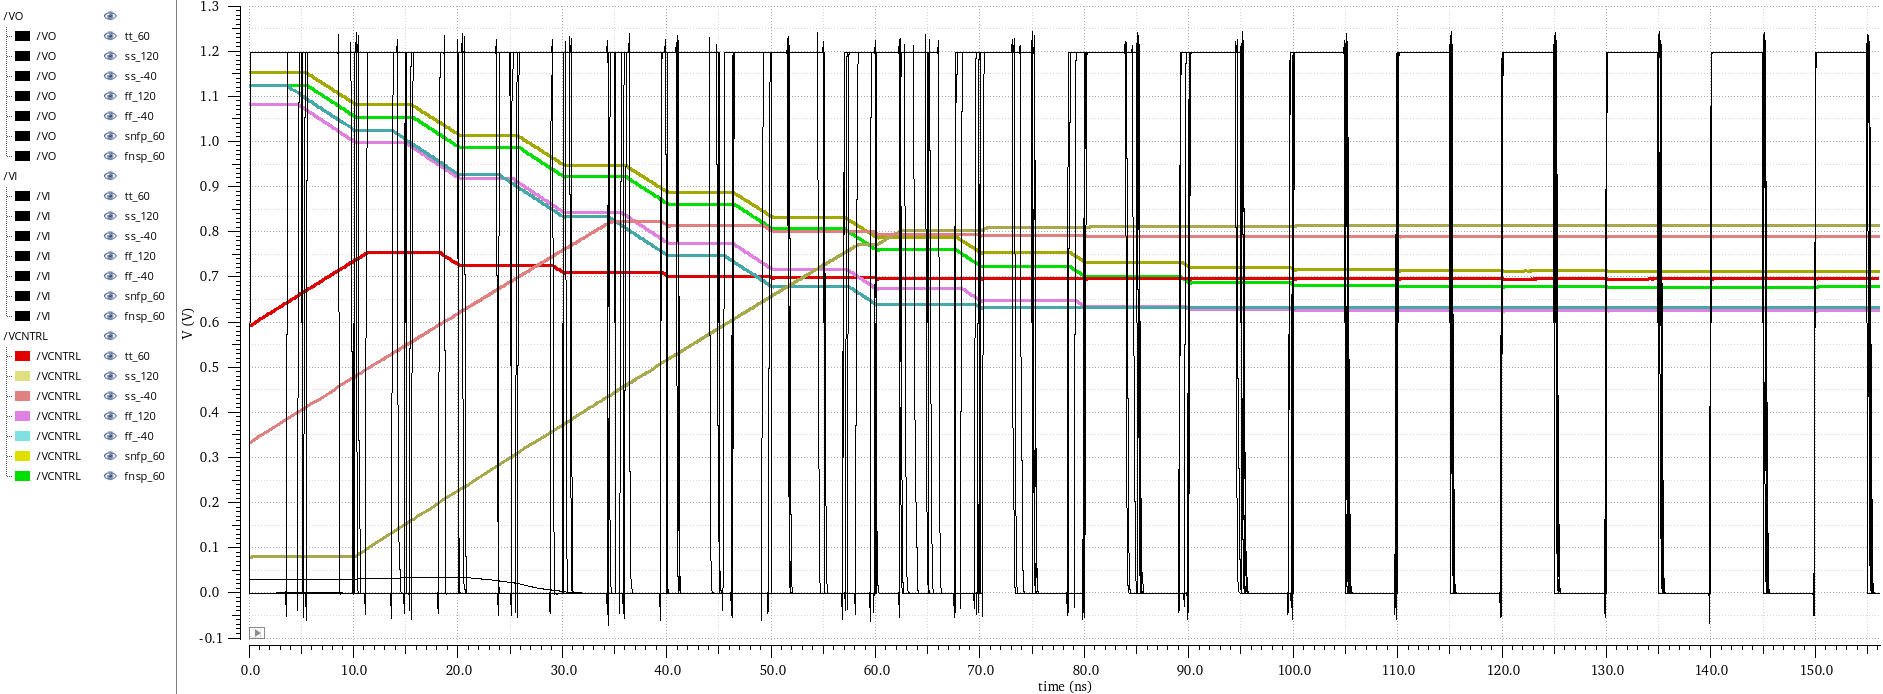 /VO
/VO tt_60
/VO ss_120
/VO ss_-40
/VO ff_120
/VO ff_-40
/VO snfp_60
/VO fnsp_60
/VI
/VI tt_60
/VI ss_120
/VI ss_-40
/VI ff_120
/VI ff_-40
/VI snfp_60
/VI fnsp_60
/VCNTRL
/VCNTRL tt_60
/VCNTRL ss_120
/VCNTRL ss_-40
/VCNTRL ff_120
/VCNTRL ff_-40
/VCNTRL snfp_60
/VCNTRL fnsp_60
V (V)
1.3
1.2
1.1
1.0
0.9
0.8
0.7
0.6
0.5
0.4
0.3
0.2
0.1
0.0
-0.1
0.0 10.0 20.0 30.0 40.0 50.0 60.0 70.0 80.0 90.0 100.0 110.0 120.0 130.0 140.0 150.0
time (ns)